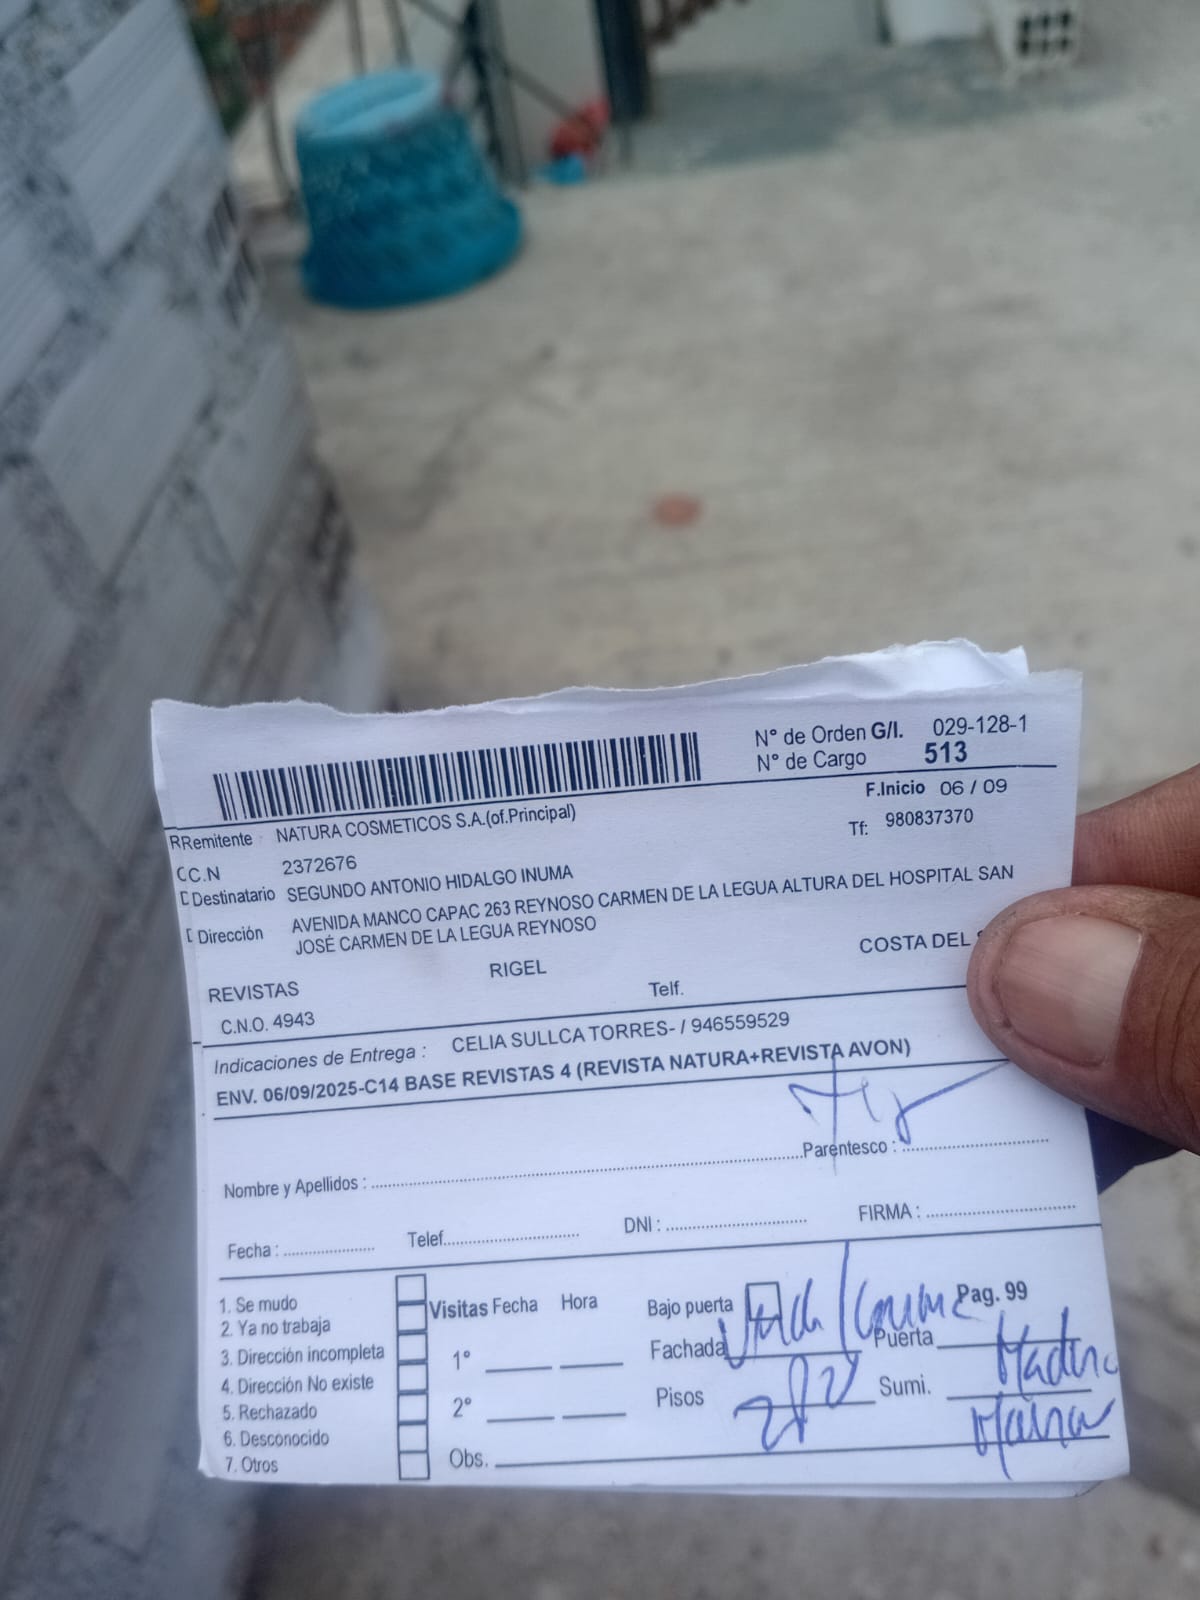 N° de Orden G/I. 029-128-1
N° de Cargo 513
F.Inicio 06 / 09
RRemitente NATURA COSMETICOS S.A.(of.Principal)
Tf: 980837370
CC.N 2372676
Destinatario SEGUNDO ANTONIO HIDALGO INUMA
Dirección AVENIDA MANCO CAPAC 263 REYNOSO CARMEN DE LA LEGUA ALTURA DEL HOSPITAL SAN
JOSÉ CARMEN DE LA LEGUA REYNOSO
REVISTAS RIGEL COSTA DEL
C.N.O. 4943 Telf.
Indicaciones de Entrega : CELIA SULLCA TORRES- / 946559529
ENV. 06/09/2025-C14 BASE REVISTAS 4 (REVISTA NATURA+REVISTA AVON)
Nombre y Apellidos : Parentesco :
Fecha : Telef. DNI : FIRMA :
1. Se mudo
2. Ya no trabaja
3. Dirección incompleta
4. Dirección No existe
5. Rechazado
6. Desconocido
7. Otros
Visitas Fecha Hora
1°
2°
Obs.
Bajo puerta Pag. 99
Fachada Puerta
Pisos Sumi.